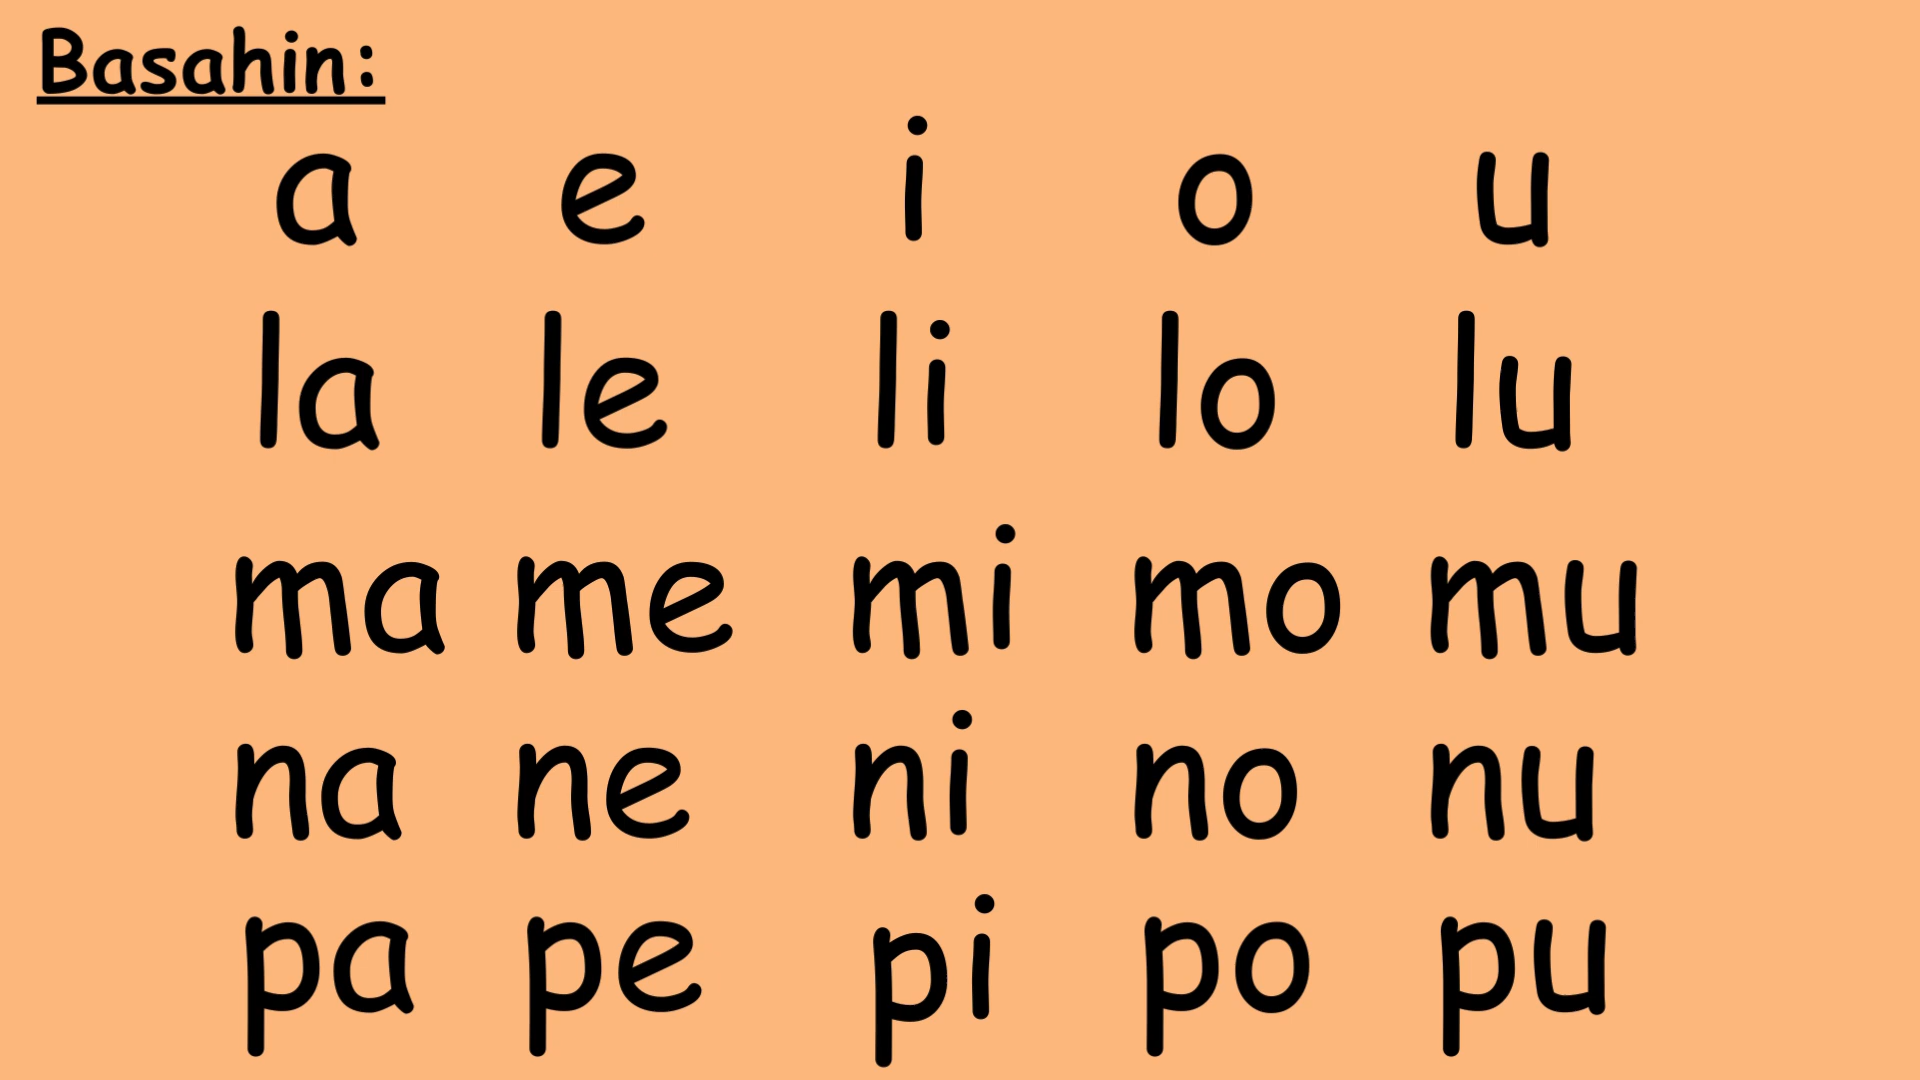 Basahin:
a e i o u
la le li lo lu
ma me mi mo mu
na ne ni no nu
pa pe pi po pu